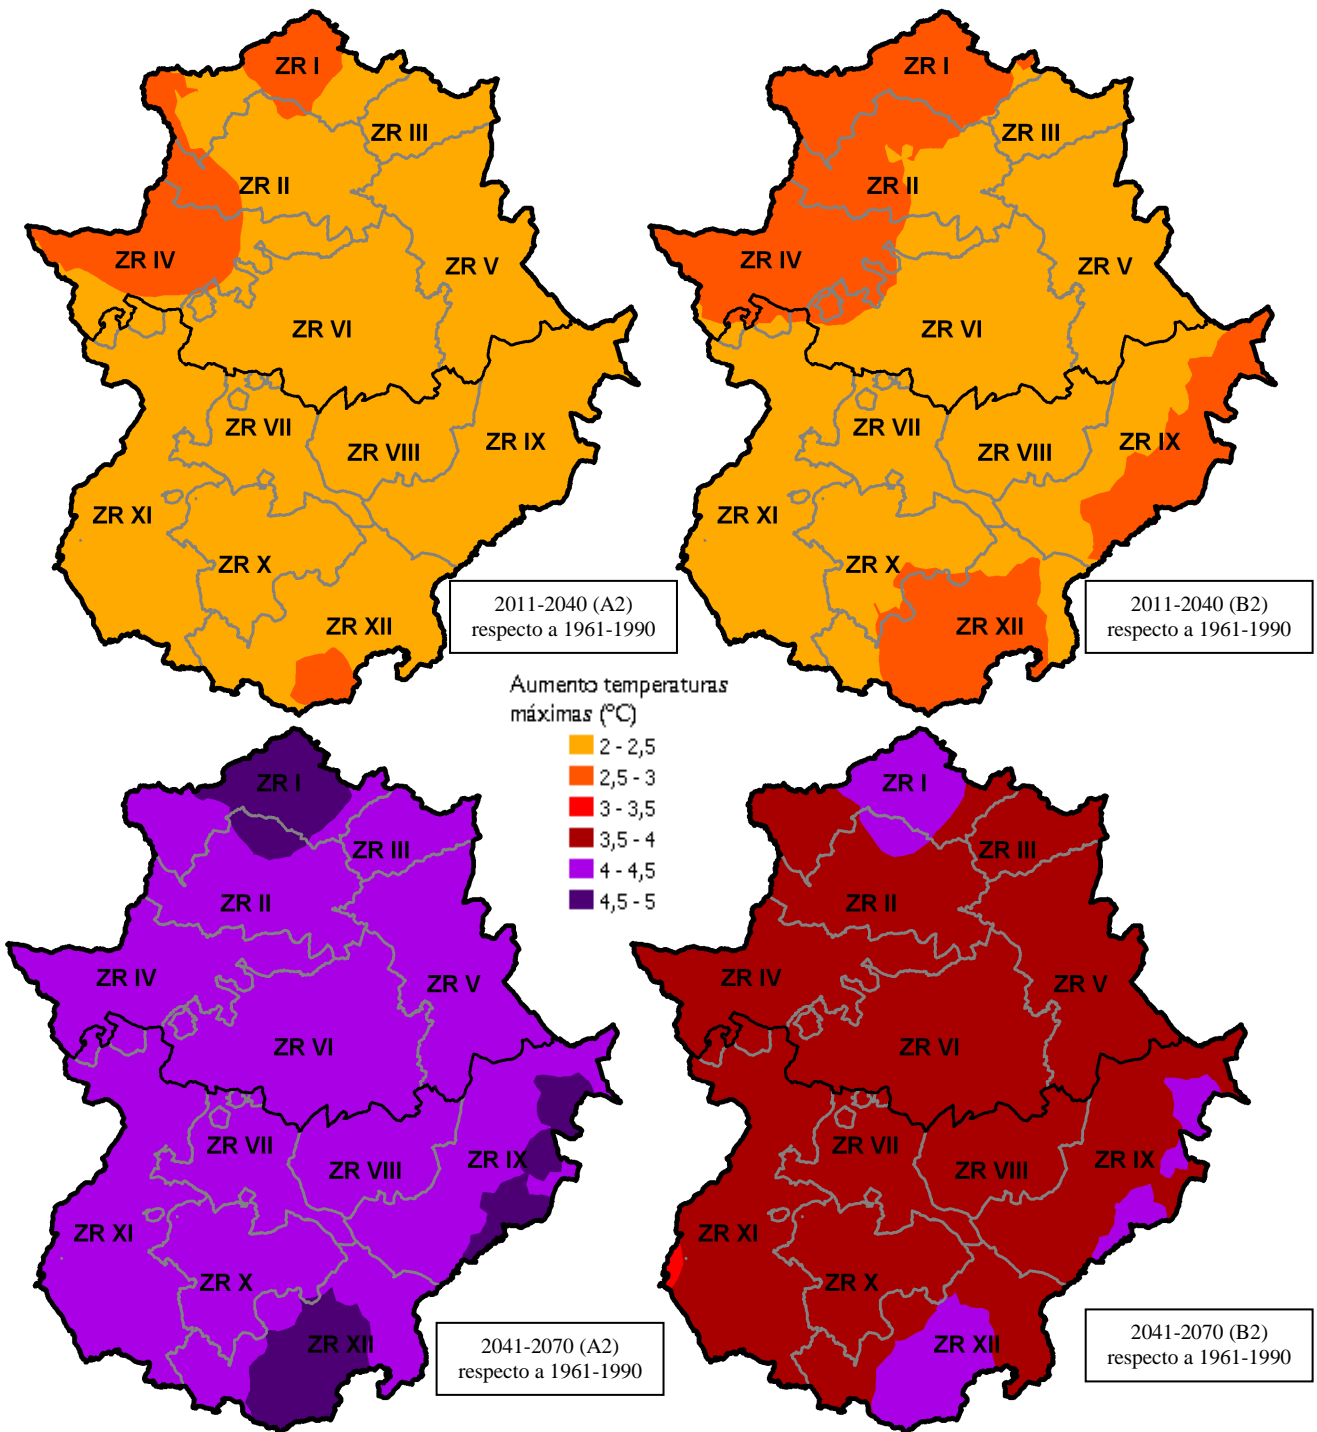 ZR I
ZR III
ZR II
ZR IV
ZR V
ZR VI
ZR VII
ZR VIII
ZR IX
ZR XI
ZR X
ZR XII
2011-2040 (A2)
respecto a 1961-1990
ZR I
ZR III
ZR II
ZR IV
ZR V
ZR VI
ZR VII
ZR VIII
ZR IX
ZR XI
ZR X
ZR XII
2011-2040 (B2)
respecto a 1961-1990
Aumento temperaturas
máximas (ºC)
2 - 2,5
2,5 - 3
3 - 3,5
3,5 - 4
4 - 4,5
4,5 - 5
ZR I
ZR III
ZR II
ZR IV
ZR V
ZR VI
ZR VII
ZR VIII
ZR IX
ZR XI
ZR X
ZR XII
2041-2070 (A2)
respecto a 1961-1990
ZR I
ZR III
ZR II
ZR IV
ZR V
ZR VI
ZR VII
ZR VIII
ZR IX
ZR XI
ZR X
ZR XII
2041-2070 (B2)
respecto a 1961-1990